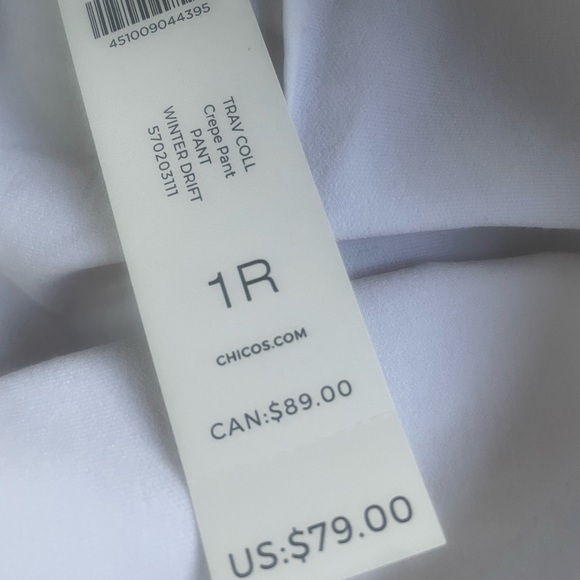 451009044395
TRAV COLL
Crepe Pant
PANT
WINTER DRIFT
570203111
1R
CHICOS.COM
CAN:$89.00
US:$79.00